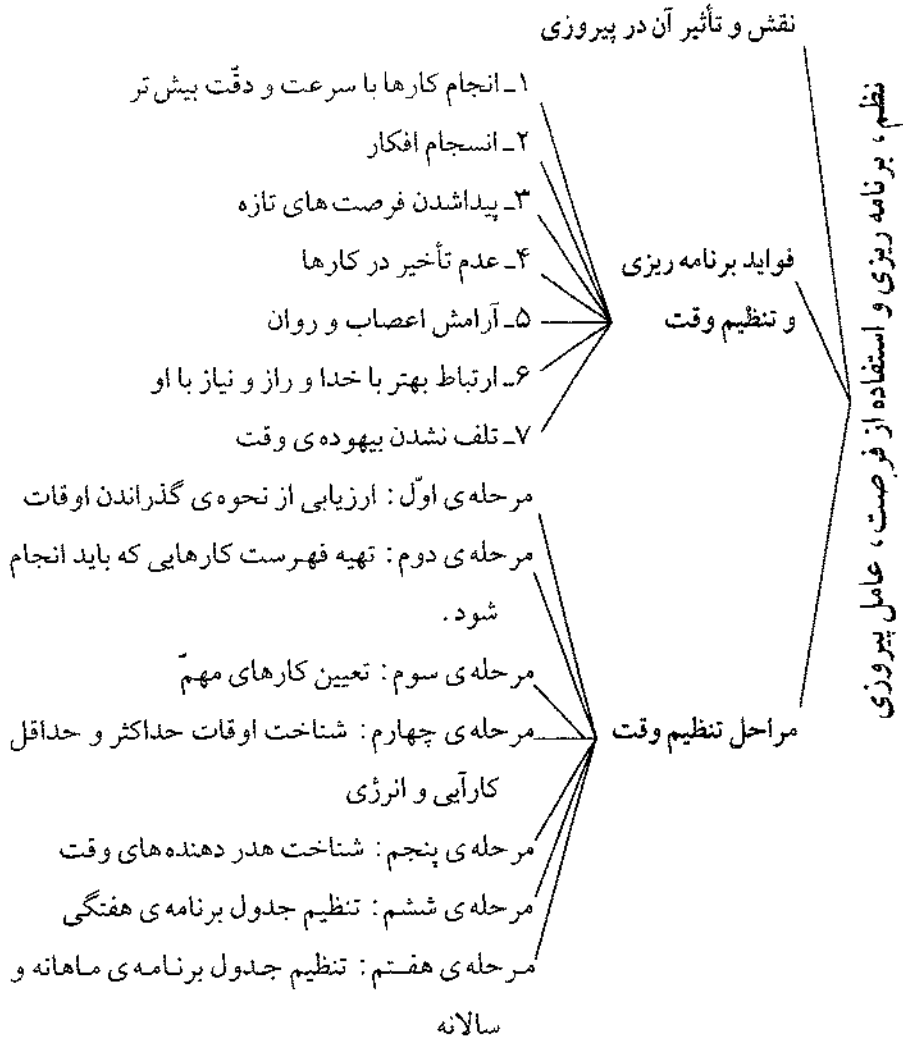 نظم، برنامه ریزی و استفاده از فرصت، عامل پیروزی
نقش و تأثیر آن در پیروزی
فواید برنامه ریزی
و تنظیم وقت
۱ـ انجام کارها با سرعت و دقّت بیش تر
۲ـ انسجام افکار
۳ـ پیداشدن فرصت های تازه
۴ـ عدم تأخیر در کارها
۵ـ آرامش اعصاب و روان
۶ـ ارتباط بهتر با خدا و راز و نیاز با او
۷ـ تلف نشدن بیهوده ی وقت
مراحل تنظیم وقت
مرحله ی اوّل: ارزیابی از نحوه ی گذراندن اوقات
مرحله ی دوم: تهیه فهرست کارهایی که باید انجام
شود.
مرحله ی سوم: تعیین کارهای مهمّ
مرحله ی چهارم: شناخت اوقات حداکثر و حداقل
کارآیی و انرژی
مرحله ی پنجم: شناخت هدر دهنده های وقت
مرحله ی ششم: تنظیم جدول برنامه ی هفتگی
مرحله ی هفتم: تنظیم جدول برنامه ی ماهانه و
سالانه